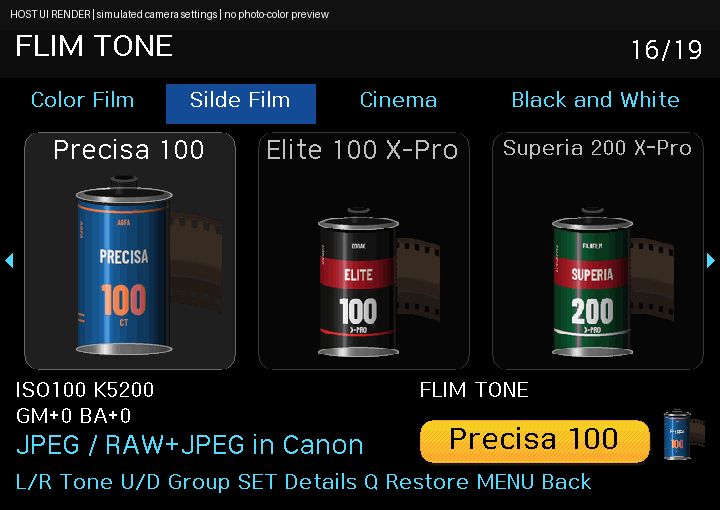 HOST UI RENDER | simulated camera settings | no photo-color preview
FLIM TONE
16/19
Color Film
Silde Film
Cinema
Black and White
Precisa 100
Elite 100 X-Pro
Superia 200 X-Pro
AGFA
PRECISA
100
CT
ELITE
100
X-PRO
FUJIFILM
SUPERIA
200
X-PRO
ISO100 K5200
FLIM TONE
GM+0 BA+0
JPEG / RAW+JPEG in Canon
Precisa 100
PRECISA
100
L/R Tone U/D Group SET Details Q Restore MENU Back